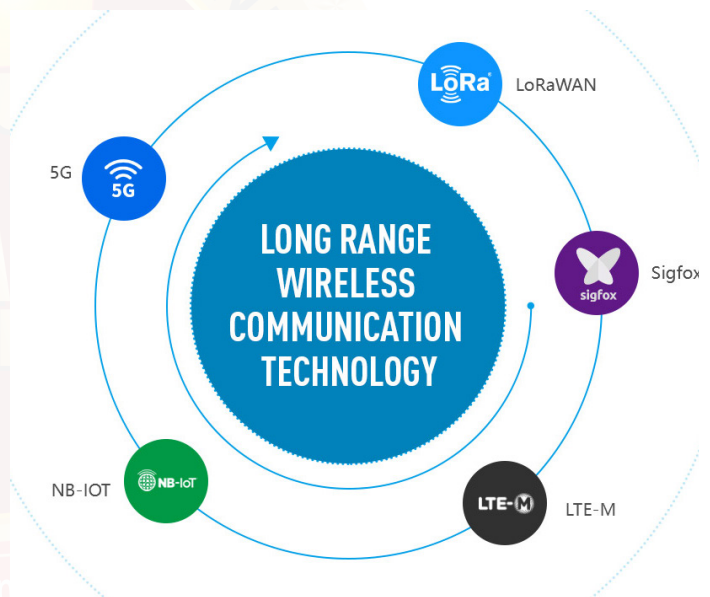 LoRa
LoRaWAN
5G
5G
sigfox
Sigfox
LONG RANGE
WIRELESS
COMMUNICATION
TECHNOLOGY
NB-IOT
NB-IoT
LTE-M
LTE-M